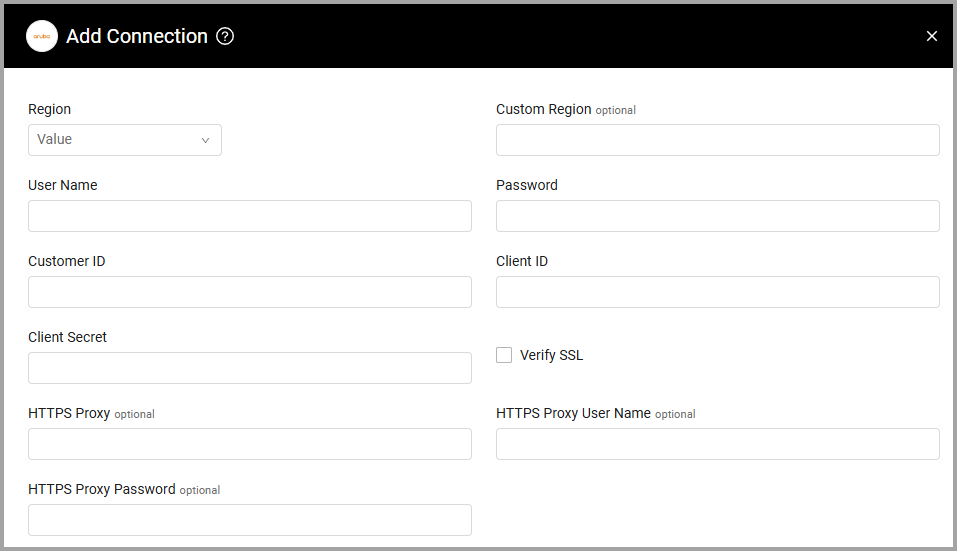 aruba
Add Connection ?
Region
Custom Region optional
Value
User Name
Password
Customer ID
Client ID
Client Secret
Verify SSL
HTTPS Proxy optional
HTTPS Proxy User Name optional
HTTPS Proxy Password optional